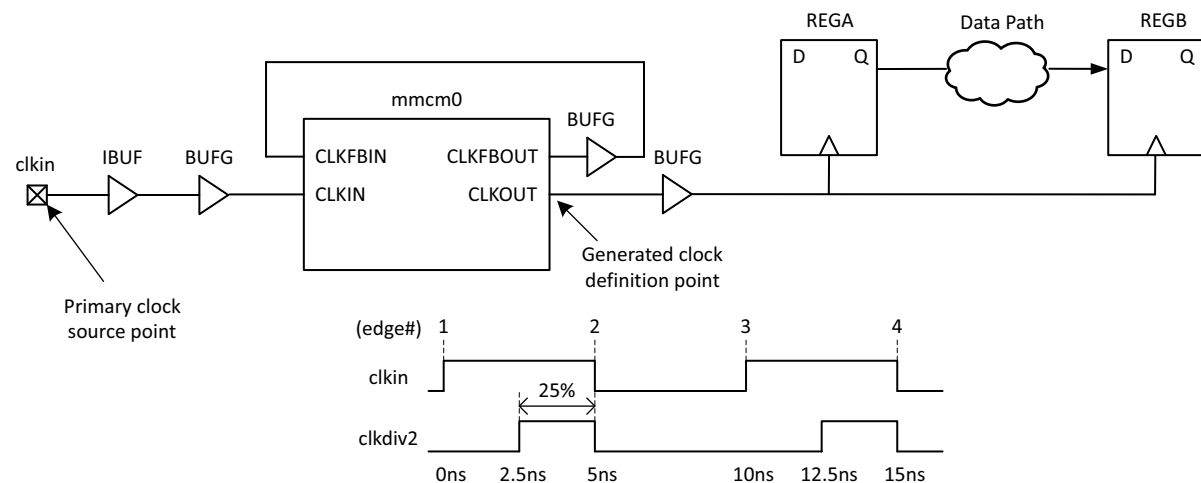 REGA
Data Path
REGB
D Q
D Q
mmcm0
BUFG
BUFG
clkin
IBUF
BUFG
CLKFBIN
CLKFBOUT
CLKIN
CLKOUT
Primary clock
source point
Generated clock
definition point
(edge#) 1 2 3 4
clkin
25%
clkdiv2
0ns 2.5ns 5ns 10ns 12.5ns 15ns